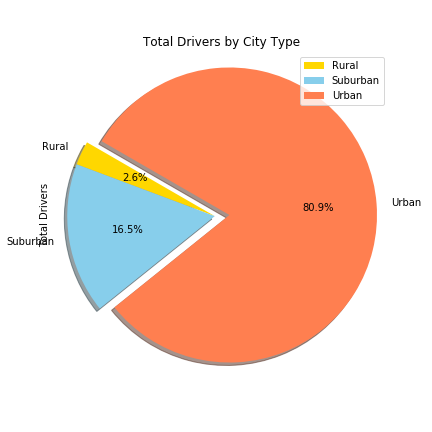 Total Drivers by City Type
Rural
Suburban
Urban
Rural
2.6%
Urban
80.9%
Total Drivers
16.5%
Suburban